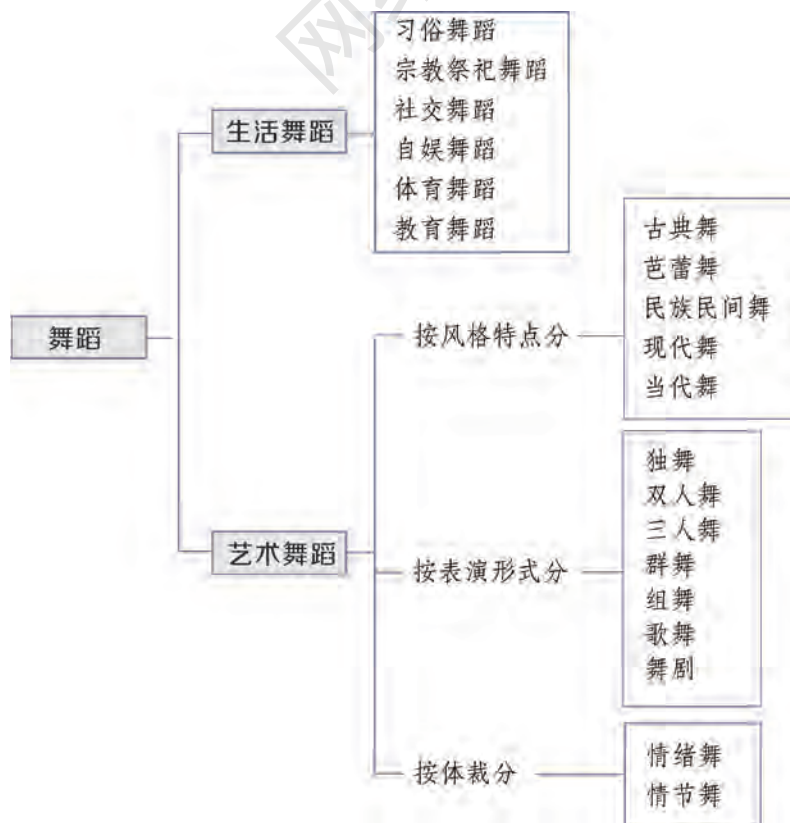 习俗舞蹈
宗教祭祀舞蹈
社交舞蹈
自娱舞蹈
体育舞蹈
教育舞蹈
生活舞蹈
舞蹈
艺术舞蹈
按风格特点分
古典舞
芭蕾舞
民族民间舞
现代舞
当代舞
按表演形式分
独舞
双人舞
三人舞
群舞
组舞
歌舞
舞剧
按体裁分
情绪舞
情节舞